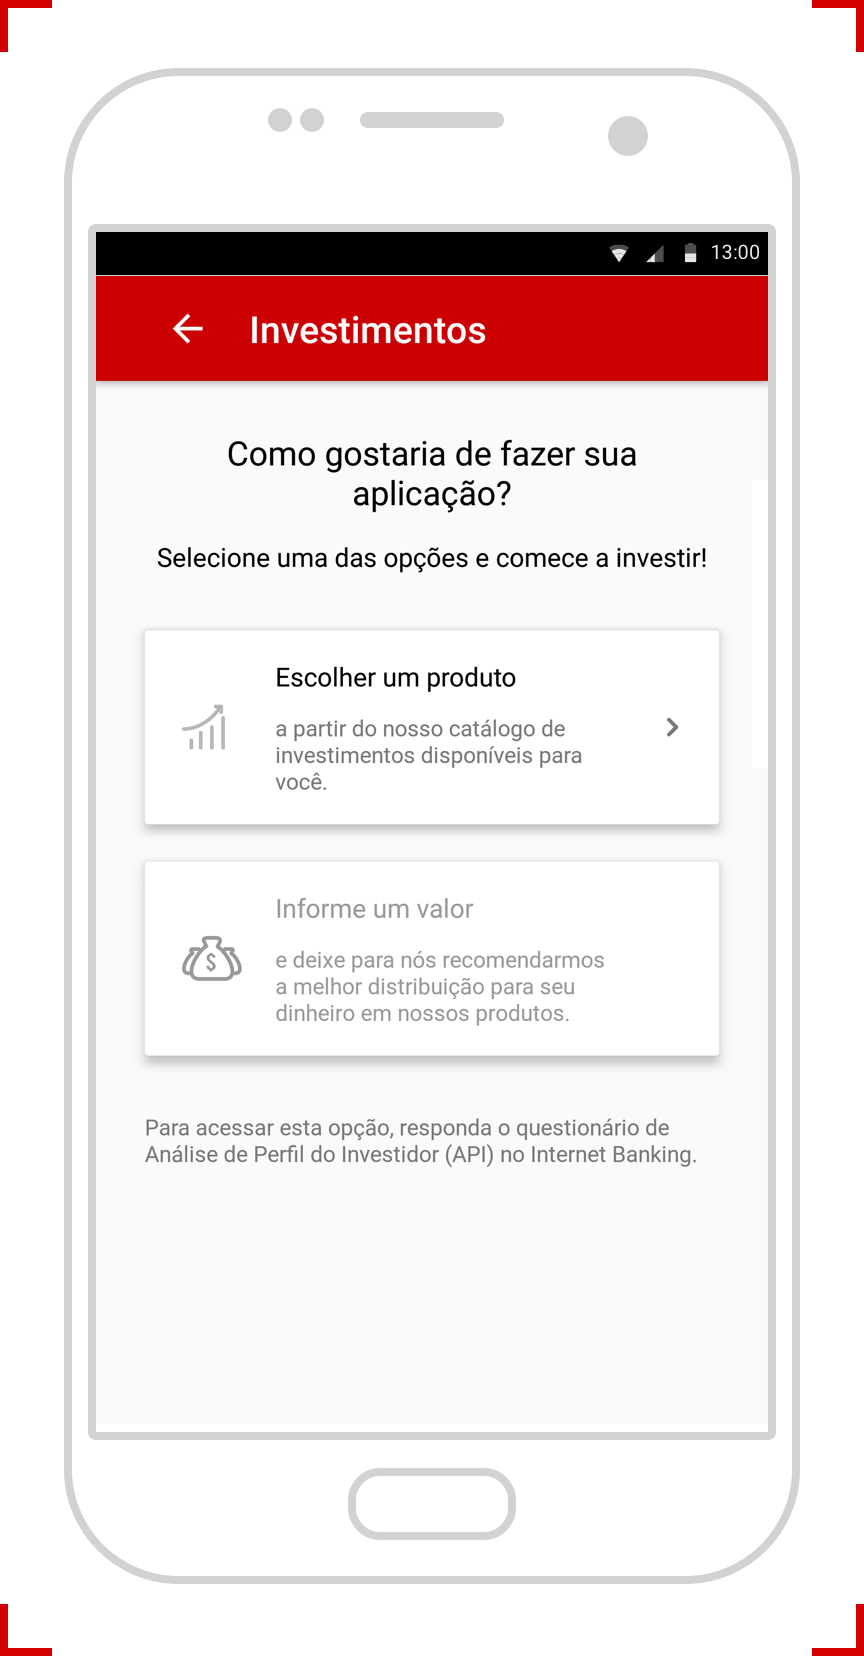 13:00
Investimentos
Como gostaria de fazer sua
aplicação?
Selecione uma das opções e comece a investir!
Escolher um produto
a partir do nosso catálogo de
investimentos disponíveis para
você.
Informe um valor
$
e deixe para nós recomendarmos
a melhor distribuição para seu
dinheiro em nossos produtos.
Para acessar esta opção, responda o questionário de
Análise de Perfil do Investidor (API) no Internet Banking.